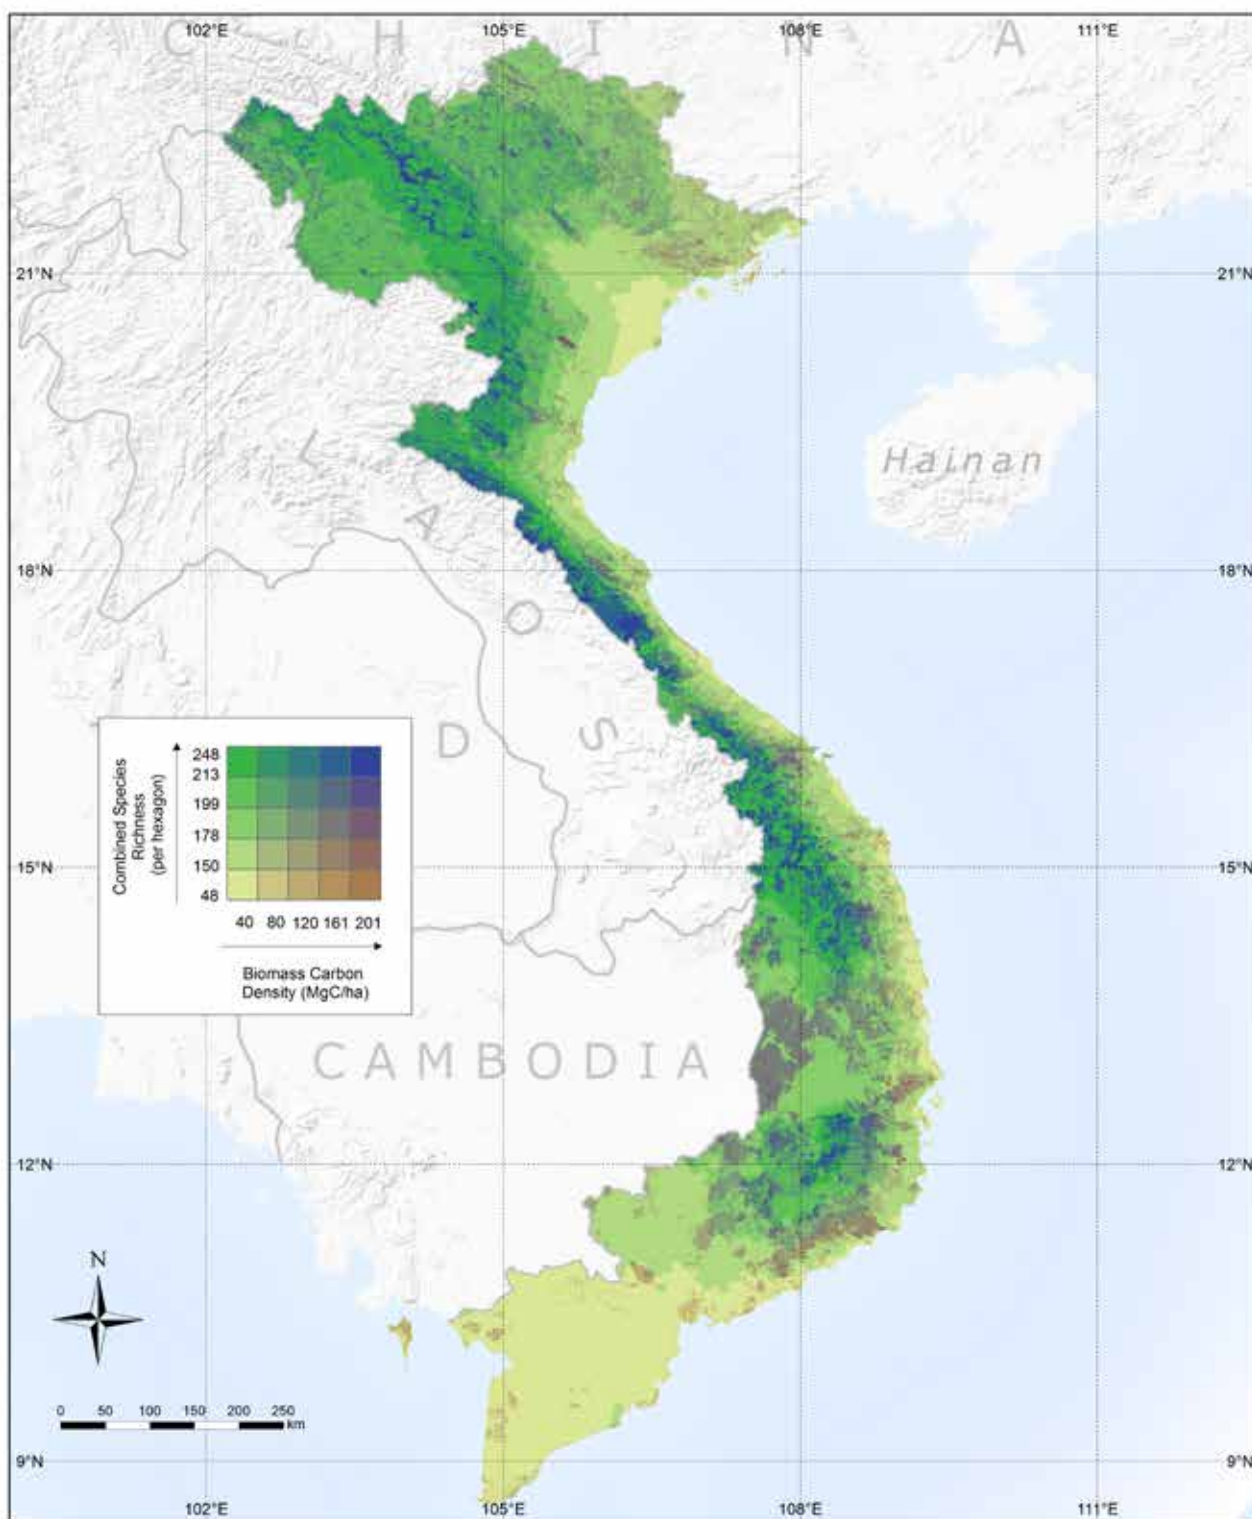 102°E 105°E 108°E 111°E
C H I N A
21°N 21°N
Hainan
L A O S
18°N 18°N
D
248
213
199
178
150
48
Combined Species
Richness
(per hexagon)
40 80 120 161 201
Biomass Carbon
Density (MgC/ha)
15°N 15°N
CAMBODIA
12°N 12°N
N
0 50 100 150 200 250
km
9°N 9°N
102°E 105°E 108°E 111°E